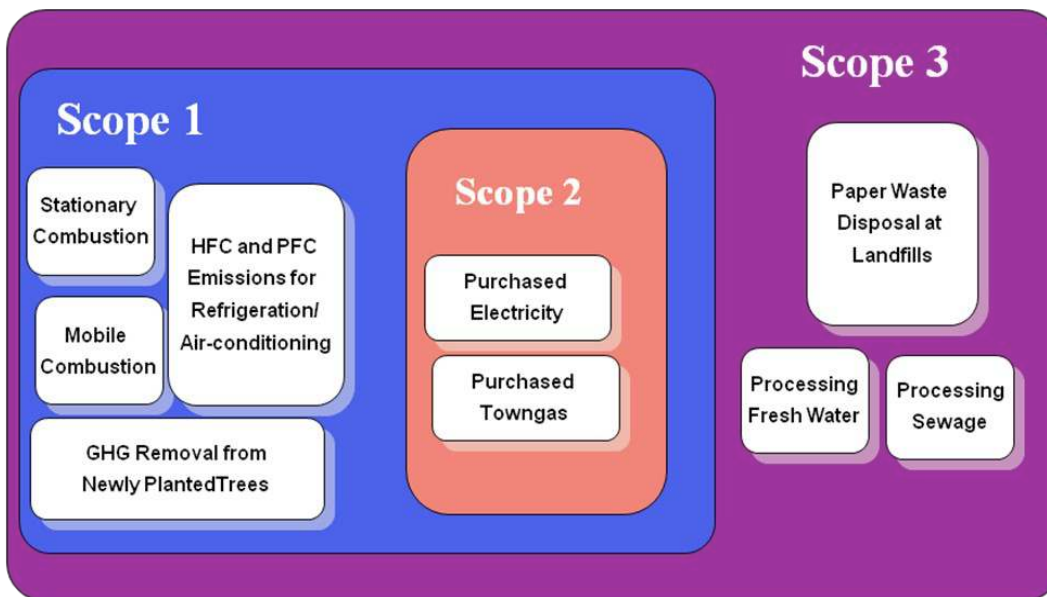 Scope 1
Stationary
Combustion
HFC and PFC
Emissions for
Refrigeration/
Air-conditioning
Mobile
Combustion
GHG Removal from
Newly PlantedTrees
Scope 2
Purchased
Electricity
Purchased
Towngas
Scope 3
Paper Waste
Disposal at
Landfills
Processing
Fresh Water
Processing
Sewage